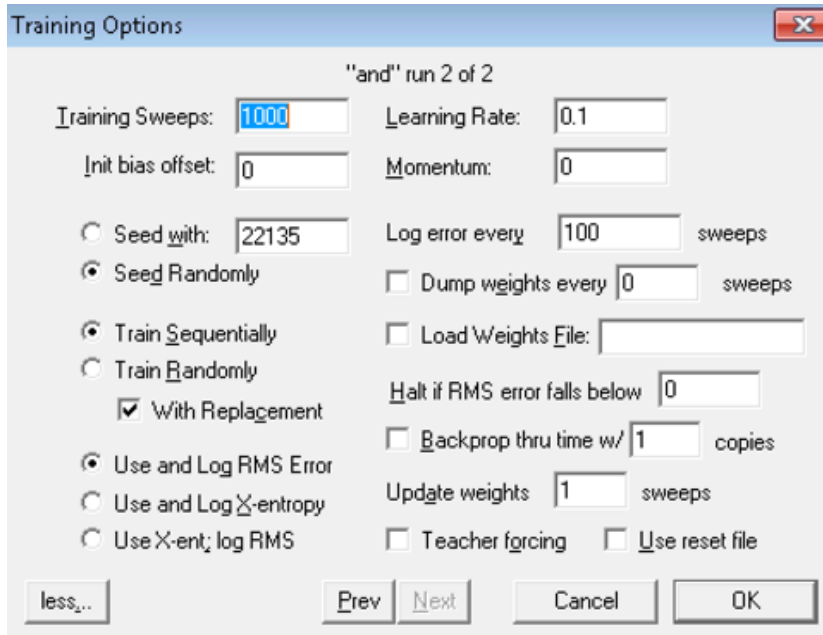 Training Options
"and" run 2 of 2
Training Sweeps: 1000 Learning Rate: 0.1
Init bias offset: 0 Momentum: 0
Seed with: 22135 Log error every 100 sweeps
Seed Randomly Dump weights every 0 sweeps
Train Sequentially Load Weights File:
Train Randomly
Halt if RMS error falls below 0
With Replacement
Backprop thru time w/ 1 copies
Use and Log RMS Error
Update weights 1 sweeps
Use and Log X-entropy
Use X-ent; log RMS Teacher forcing Use reset file
less... Prev Next Cancel OK